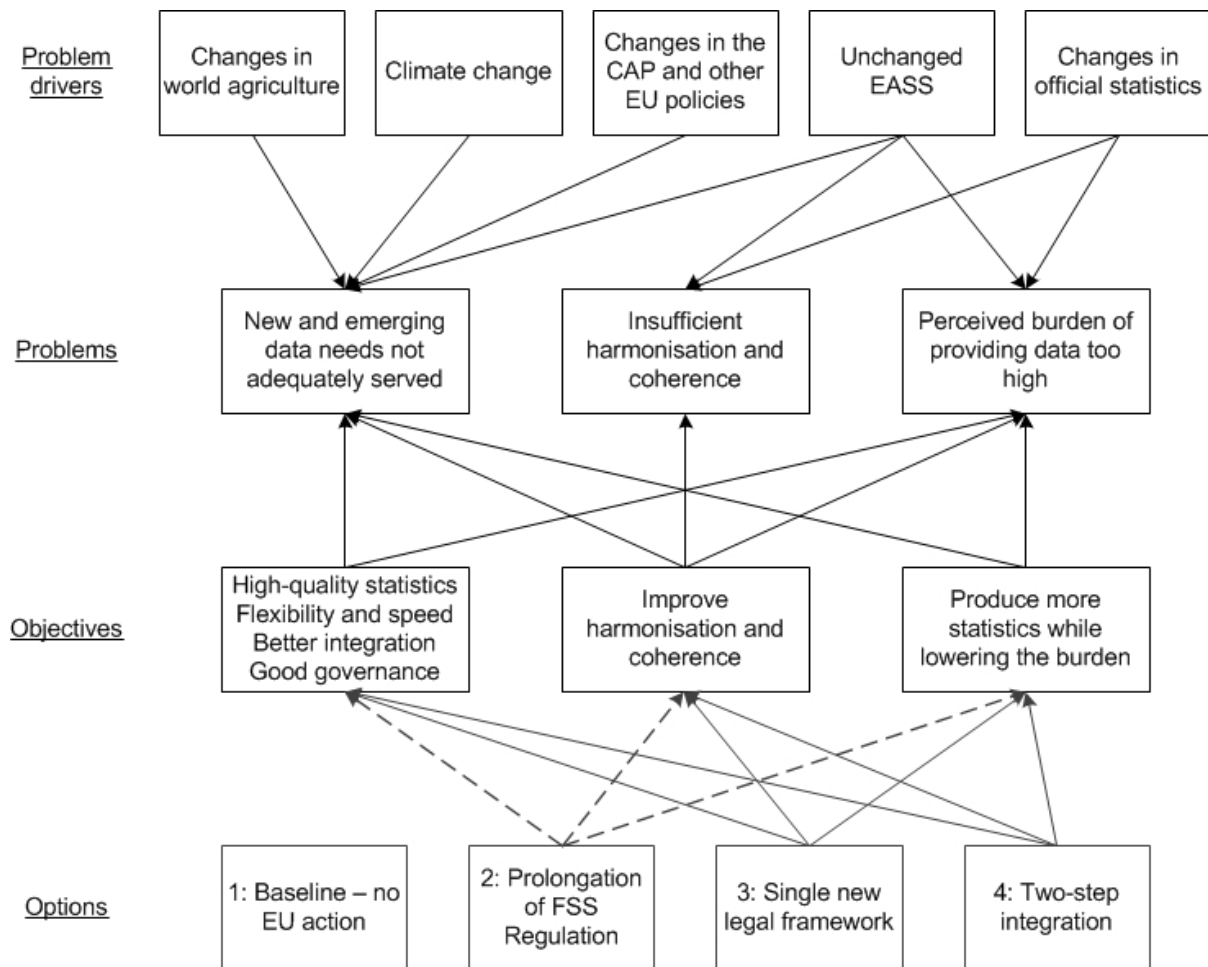 Problem
drivers
Changes in
world agriculture
Climate change
Changes in the
CAP and other
EU policies
Unchanged
EASS
Changes in
official statistics
Problems
New and emerging
data needs not
adequately served
Insufficient
harmonisation and
coherence
Perceived burden of
providing data too
high
Objectives
High-quality statistics
Flexibility and speed
Better integration
Good governance
Improve
harmonisation and
coherence
Produce more
statistics while
lowering the burden
Options
1: Baseline – no
EU action
2: Prolongation
of FSS
Regulation
3: Single new
legal framework
4: Two-step
integration